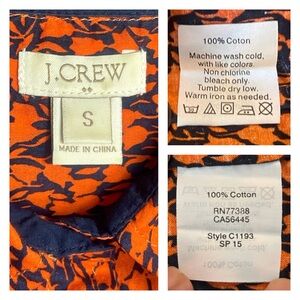 J.CREW
S
MADE IN CHINA
100% Coton
Machine wash cold,
with like colors.
Non chlorine
bleach only.
Tumble dry low.
Warm iron as needed.
100% Cotton
RN77388
CA56445
Style C1193
SP 15